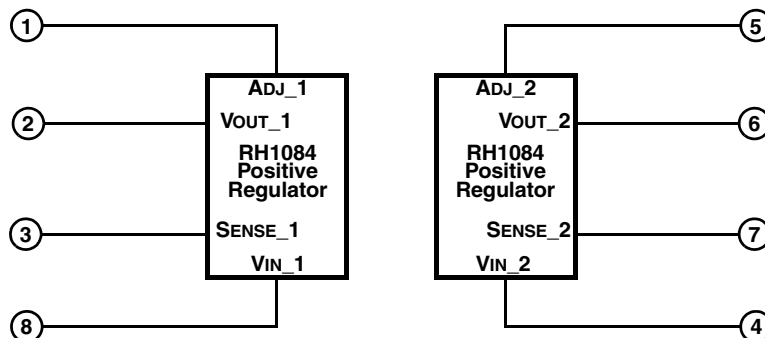 1
ADJ_1
2
VOUT_1
RH1084
Positive
Regulator
3
SENSE_1
VIN_1
8
5
ADJ_2
VOUT_2
6
RH1084
Positive
Regulator
SENSE_2
7
VIN_2
4